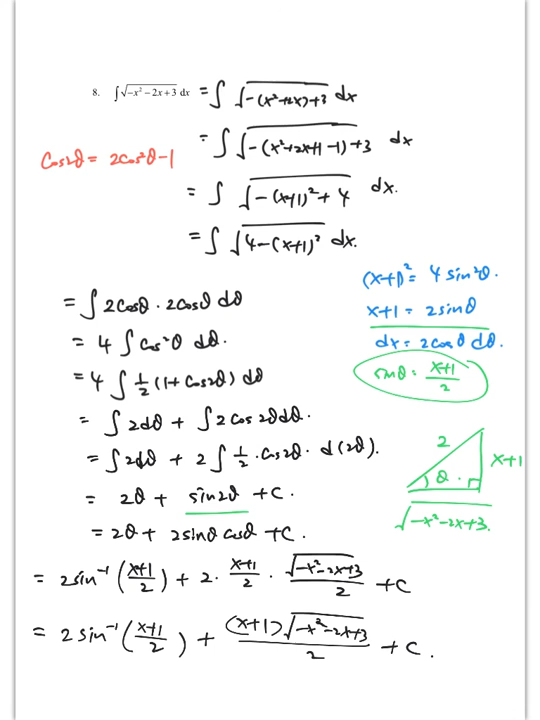 8. ∫√(-x² - 2x + 3) dx = ∫ √(-(x²+2x)+3) dx
= ∫ √(-(x²+2x+1-1)+3) dx
cos2θ = 2cos²θ-1
= ∫ √(-(x+1)² + 4) dx.
= ∫ √(4-(x+1)²) dx.
(x+1)² = 4 sin²θ.
x+1 = 2 sinθ
dx = 2cosθ dθ.
sinθ = (x+1)/2
= ∫ 2cosθ · 2cosθ dθ
= 4 ∫ cos²θ dθ.
= 4 ∫ ½ (1+cos2θ) dθ
= ∫ 2dθ + ∫ 2cos2θdθ.
= ∫ 2dθ + 2 ∫ ½ · cos2θ · d(2θ).
= 2θ + sin2θ + C.
= 2θ + 2sinθ cosθ + C.
2
x+1
θ
√(-x²-2x+3)
= 2sin⁻¹((x+1)/2) + 2 · (x+1)/2 · √(-x²-2x+3)/2 + C
= 2 sin⁻¹((x+1)/2) + (x+1)√(-x²-2x+3)/2 + C.